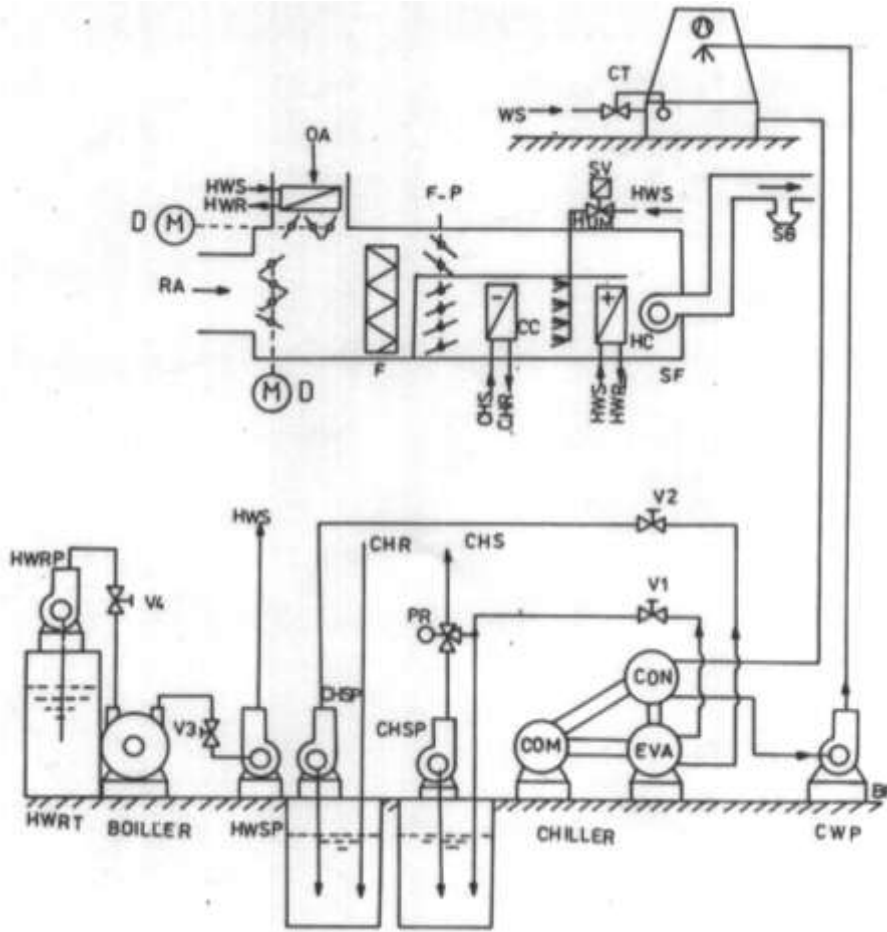 CT
WS
OA
HWS
HWR
F-P
SV
HWS
HUM
SG
D
M
RA
CC
HC
F
SF
M
D
CHS
CHR
HWS
HWR
HWS
V2
CHR
CHS
HWRP
V4
V1
PR
CON
CHSP
CHSP
V3
COM
EVA
HWRT
BOILLER
HWSP
CHILLER
CWP